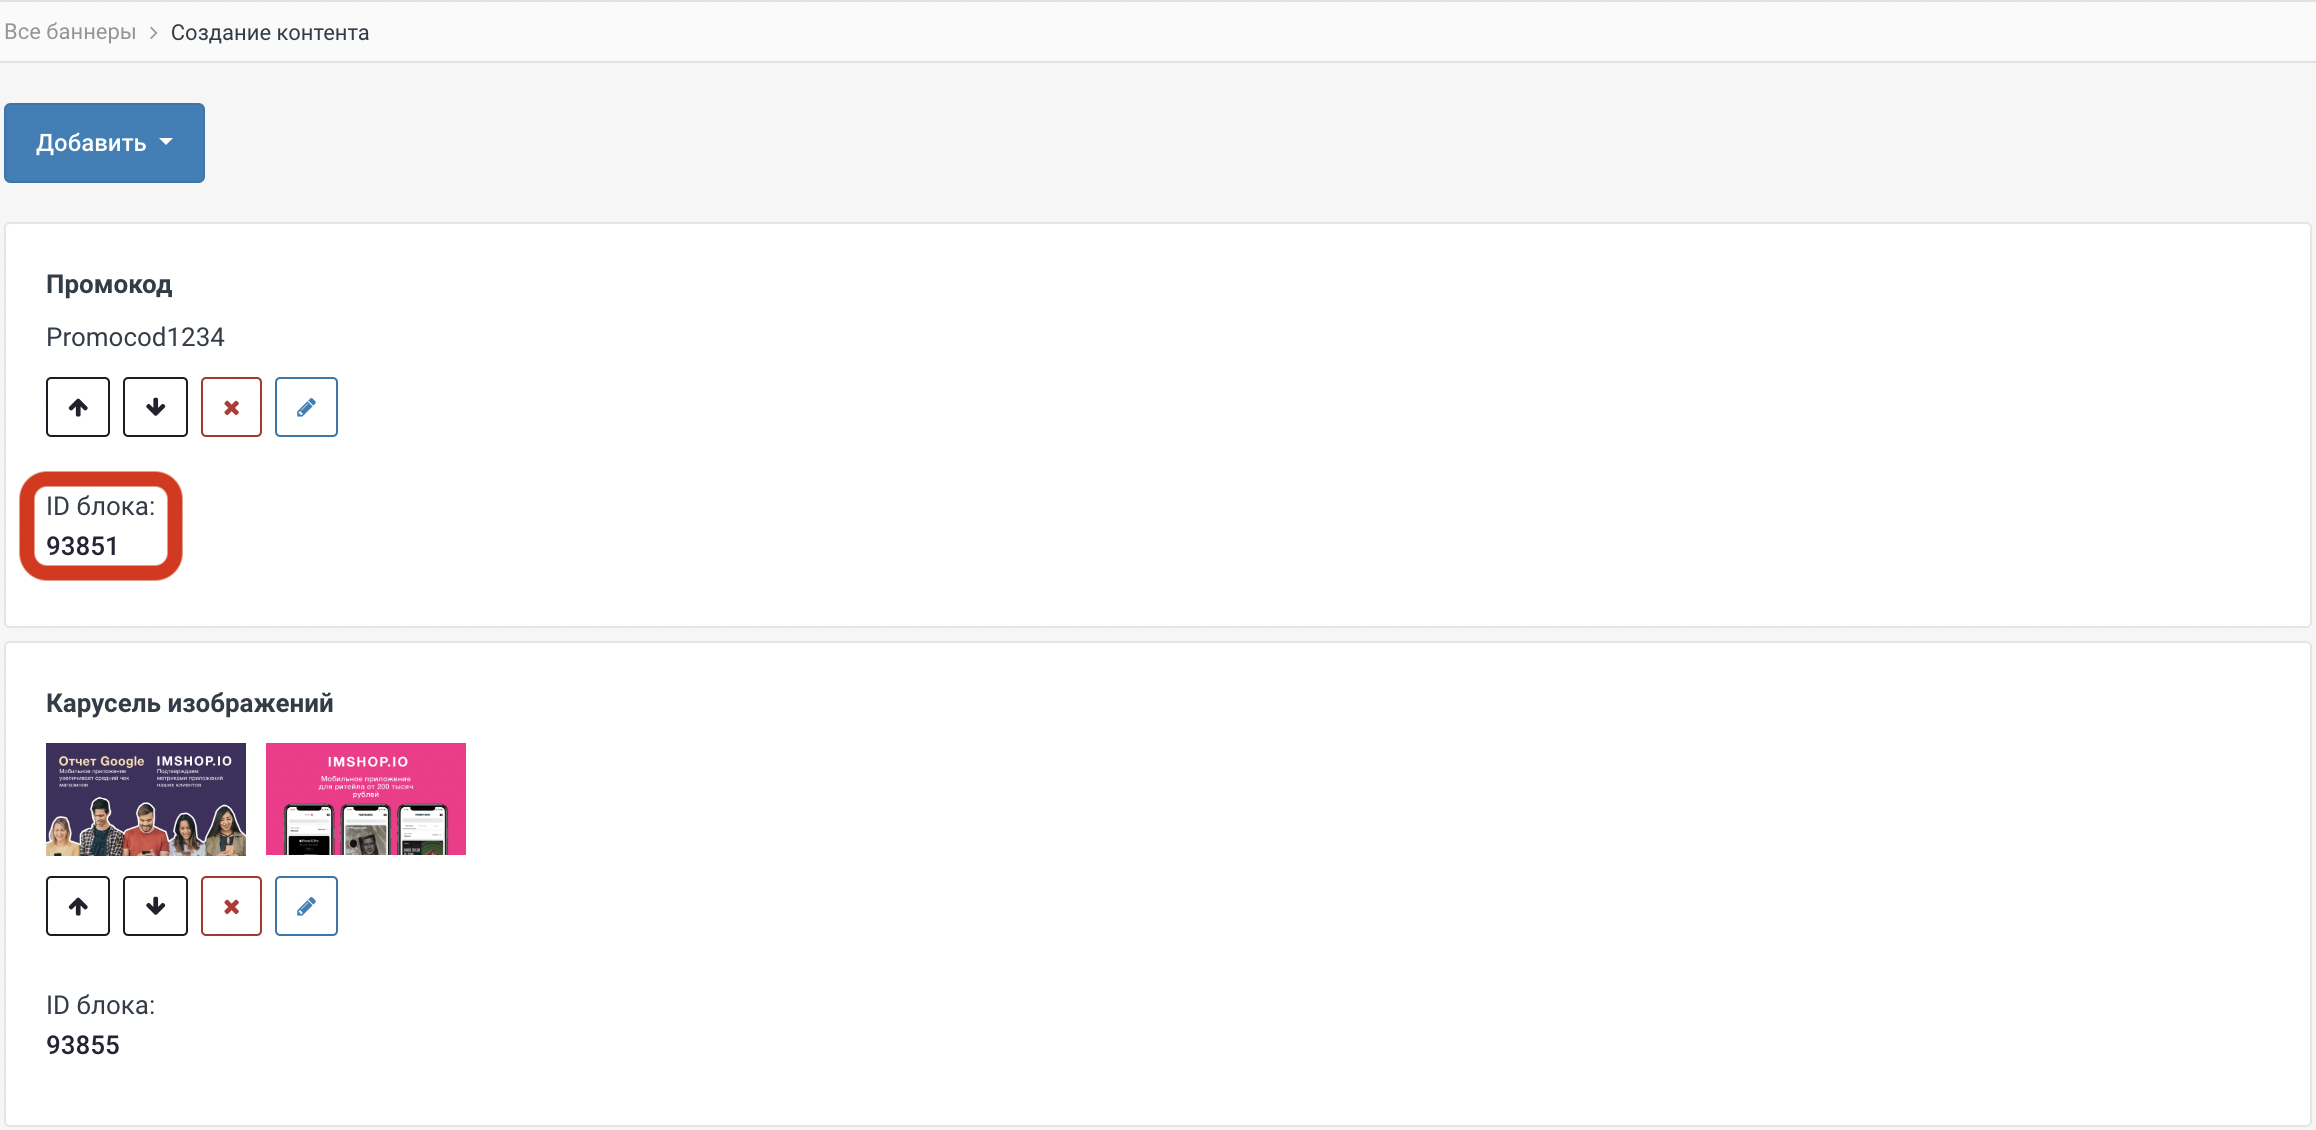 Все баннеры > Создание контента
Добавить
Промокод
Promocod1234
ID блока:
93851
Карусель изображений
Отчет Google
Мобильное приложение
увеличивает средний чек
магазинов
IMSHOP.IO
Подтверждаем
метриками приложений
наших клиентов
IMSHOP.IO
Мобильное приложение
для ритейла от 200 тысяч
рублей
ID блока:
93855